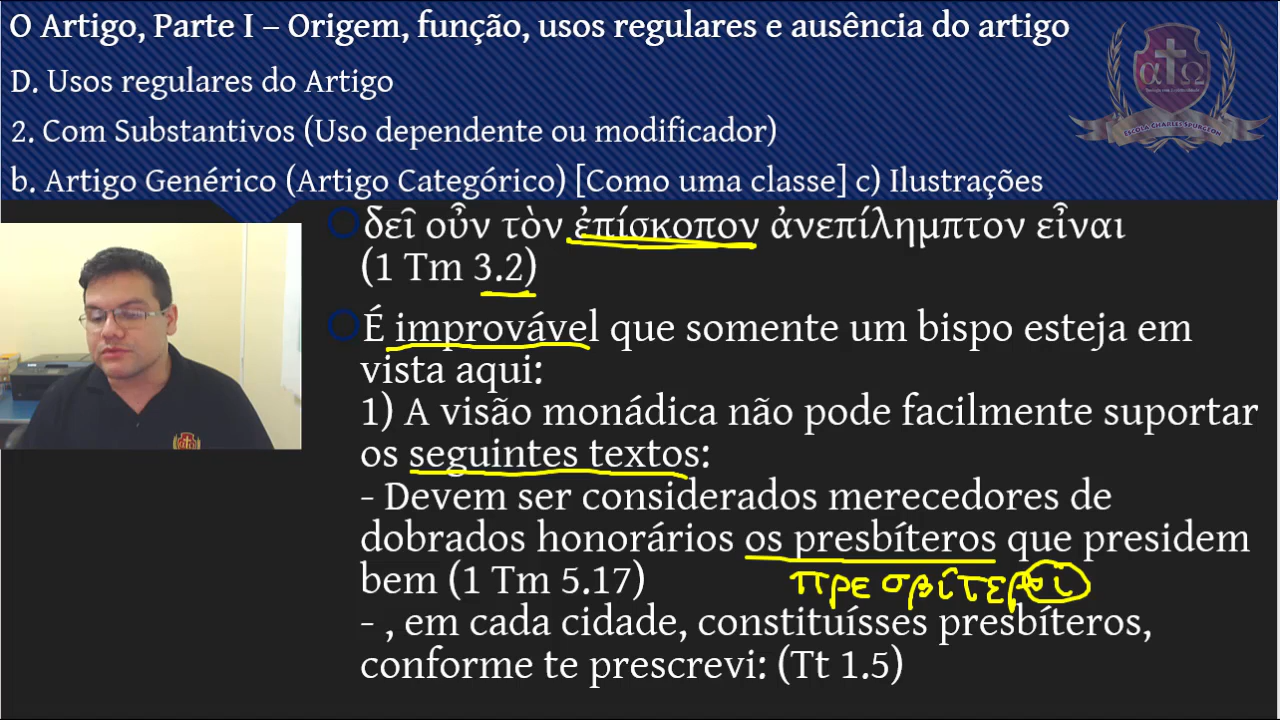 O Artigo, Parte I – Origem, função, usos regulares e ausência do artigo
D. Usos regulares do Artigo
2. Com Substantivos (Uso dependente ou modificador)
b. Artigo Genérico (Artigo Categórico) [Como uma classe] c) Ilustrações
α Ω
ESCOLA CHARLES SPURGEON
δεῖ οὖν τὸν ἐπίσκοπον ἀνεπίλημπτον εἶναι
(1 Tm 3.2)
É improvável que somente um bispo esteja em
vista aqui:
1) A visão monádica não pode facilmente suportar
os seguintes textos:
- Devem ser considerados merecedores de
dobrados honorários os presbíteros que presidem
bem (1 Tm 5.17)
πρεσβίτεροι
- , em cada cidade, constituísses presbíteros,
conforme te prescrevi: (Tt 1.5)